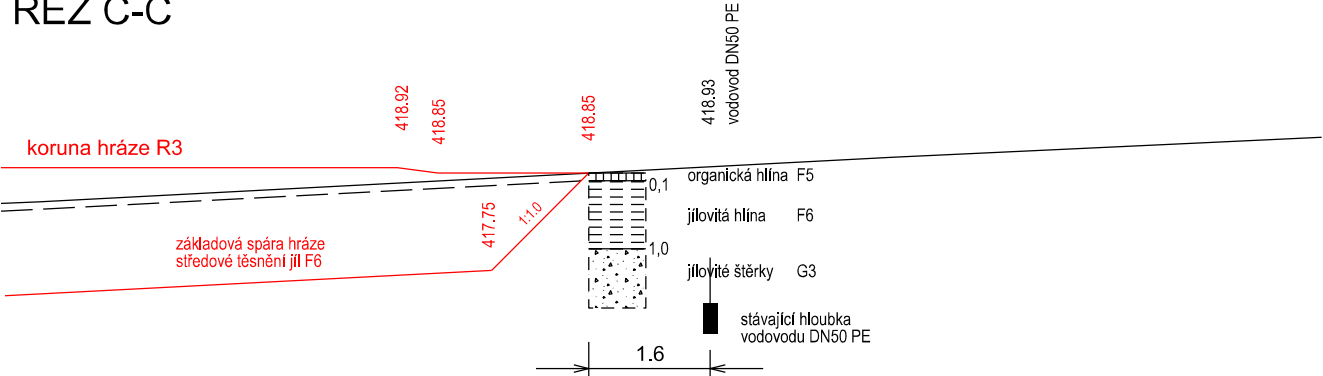 ŘEZ C-C
vodovod DN50 PE
418.93
418.92
418.85
418.85
koruna hráze R3
organická hlína F5
0,1
jílovitá hlína F6
417.75
1:1.0
základová spára hráze
středové těsnění jíl F6
1,0
jílovité štěrky G3
stávající hloubka
vodovodu DN50 PE
1.6